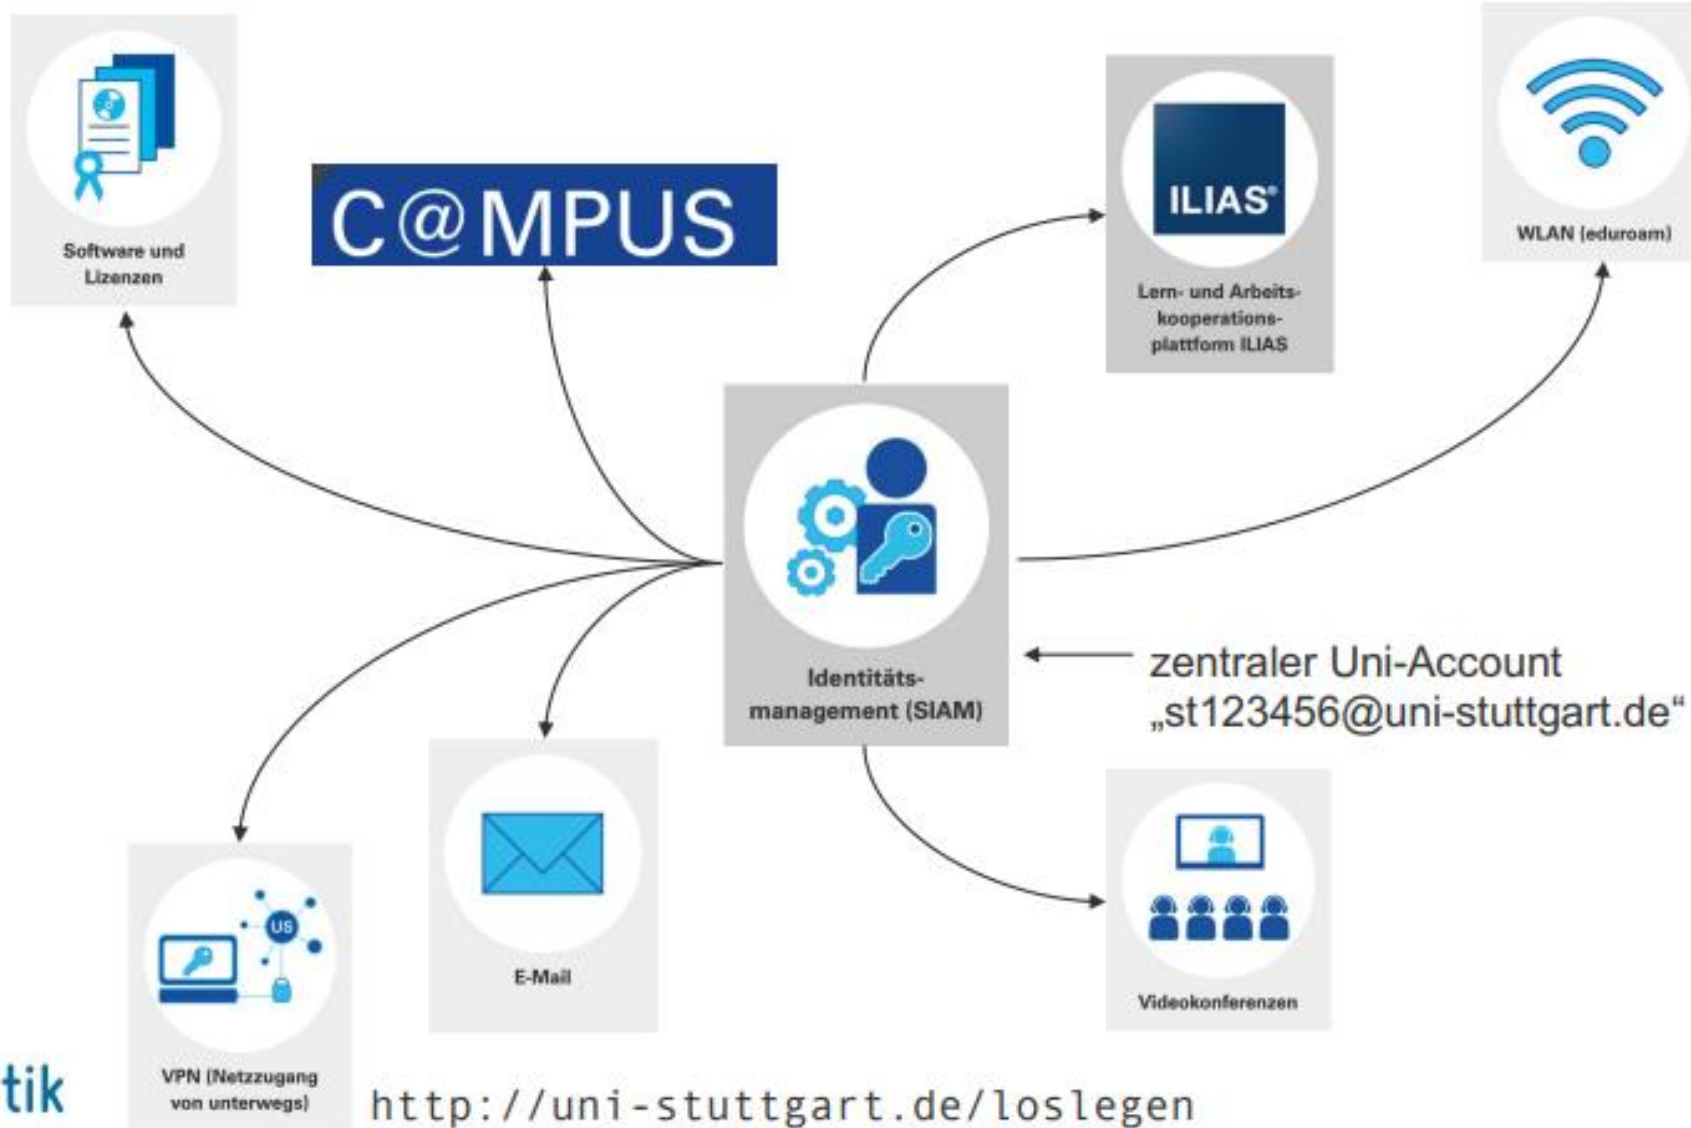 Software und
Lizenzen
C@MPUS
ILIAS®
Lern- und Arbeits-
kooperations-
plattform ILIAS
WLAN (eduroam)
Identitäts-
management (SIAM)
zentraler Uni-Account
„st123456@uni-stuttgart.de“
US
VPN (Netzzugang
von unterwegs)
E-Mail
Videokonferenzen
tik
http://uni-stuttgart.de/loslegen